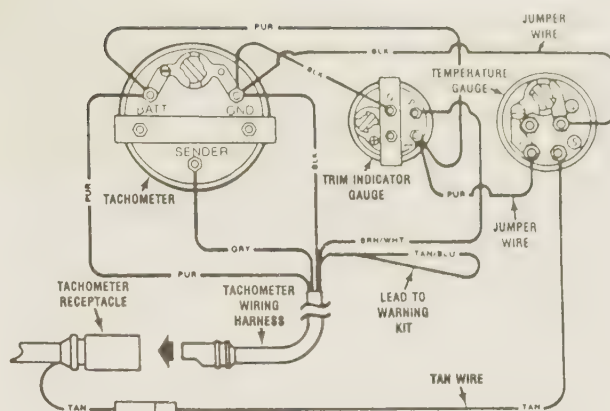 PUR
JUMPER
WIRE
BLK
BLK
TEMPERATURE
GAUGE
BATT
GND
SENDER
PUR
BLK
TACHOMETER
TRIM INDICATOR
GAUGE
PUR
JUMPER
WIRE
GRY
BRN/WHT
TAN/BLU
PUR
TACHOMETER
RECEPTACLE
TACHOMETER
WIRING
HARNESS
LEAD TO
WARNING
KIT
TAN WIRE
TAN
TAN